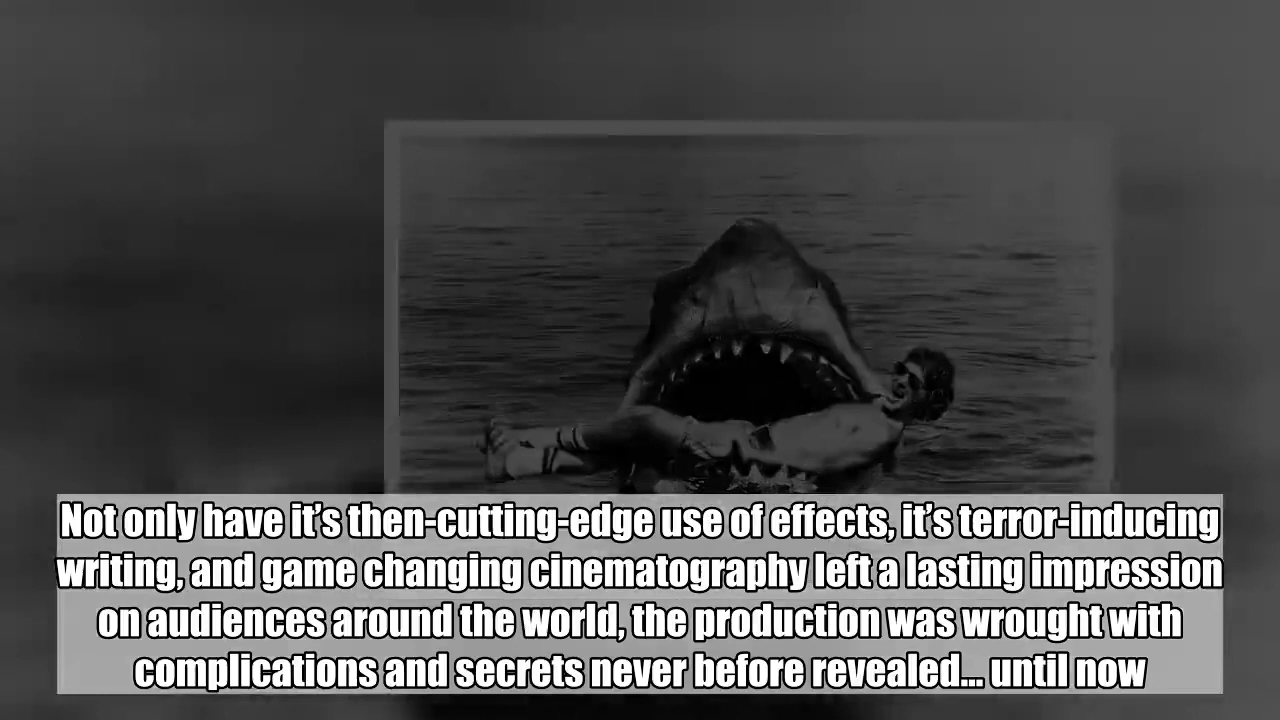 Not only have it’s then-cutting-edge use of effects, it’s terror-inducing
writing, and game changing cinematography left a lasting impression
on audiences around the world, the production was wrought with
complications and secrets never before revealed... until now